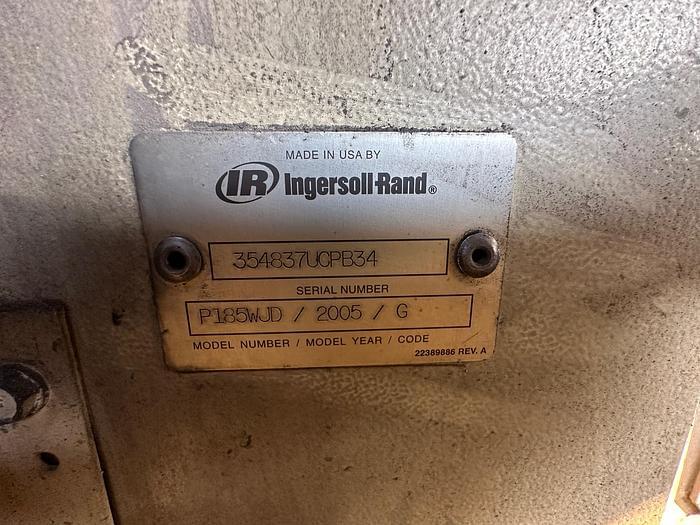 MADE IN USA BY
IR Ingersoll-Rand®
354837UCPB34
SERIAL NUMBER
P185WJD / 2005 / G
MODEL NUMBER / MODEL YEAR / CODE
22389886 REV. A